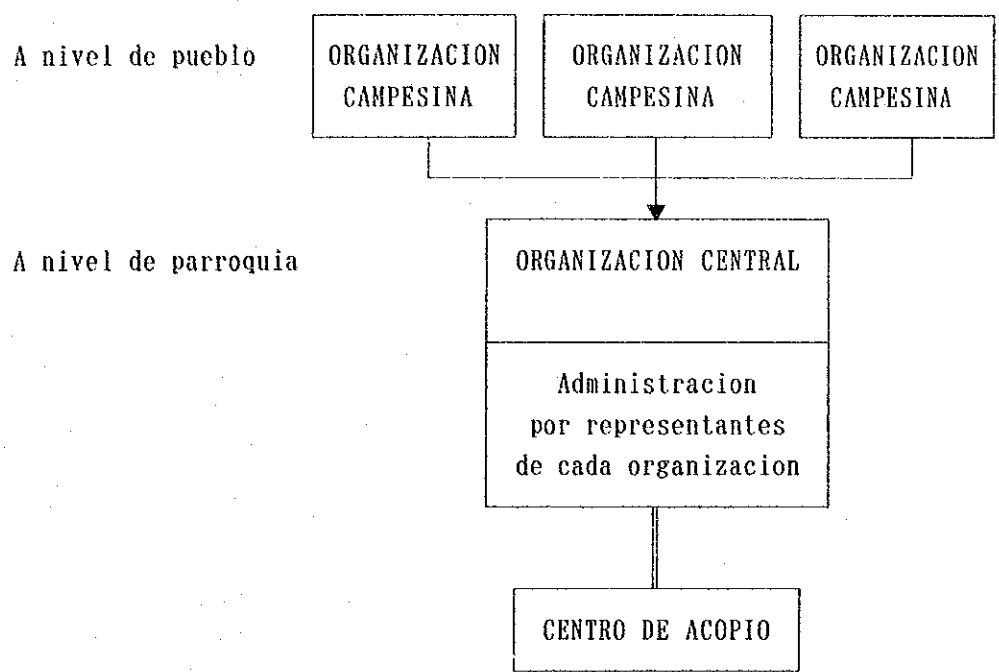 A nivel de pueblo
ORGANIZACION
CAMPESINA
ORGANIZACION
CAMPESINA
ORGANIZACION
CAMPESINA
A nivel de parroquia
ORGANIZACION CENTRAL
Administracion
por representantes
de cada organizacion
CENTRO DE ACOPIO